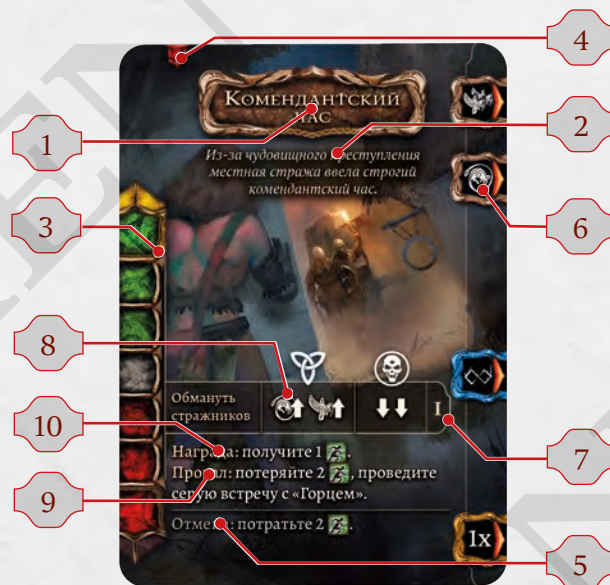 4
КОМЕНДАНТСКИЙ
ЧАС
1
2
Из-за чудовищного преступления
местная стража ввела строгий
комендантский час.
6
3
8
Обмануть
стражников
I
10
7
Награда: получите 1 .
Провал: потеряйте 2 , проведите
серую встречу с «Горцем».
9
Отмена: потратьте 2 .
1x
5